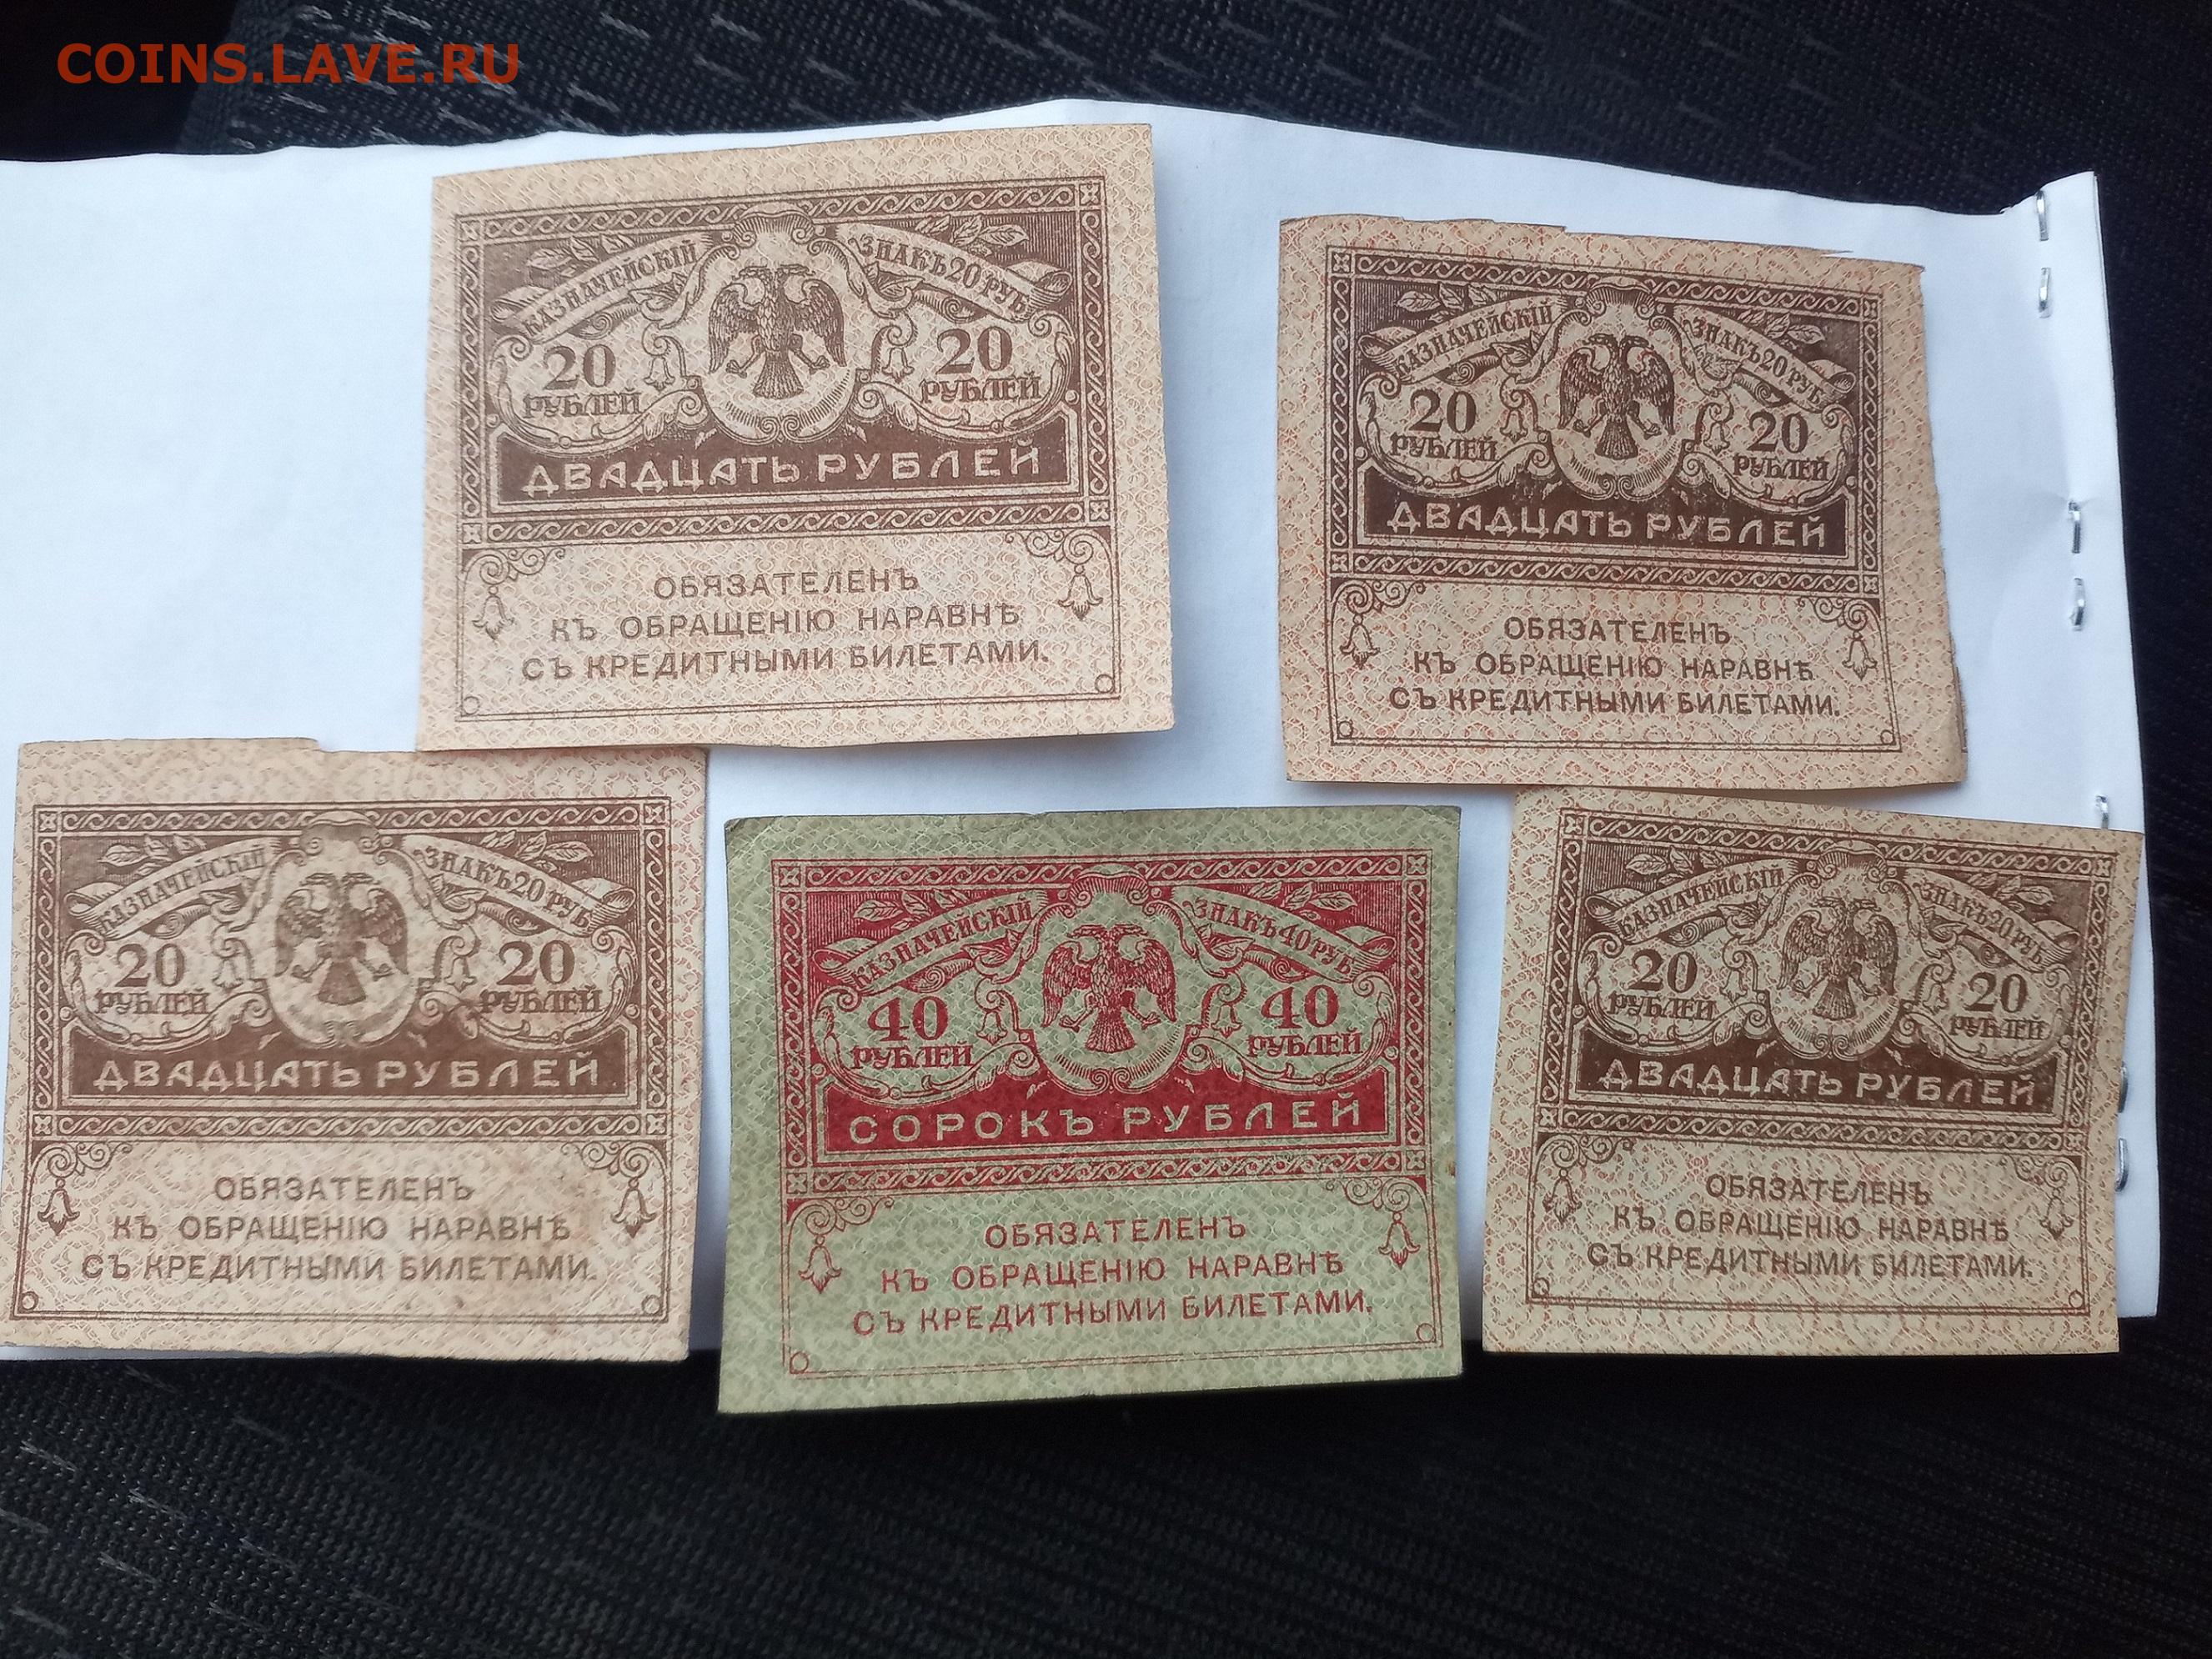 COINS.LAVE.RU
КАЗНАЧЕЙСКІЙ ЗНАКЪ 20 РУБ
20 20
РУБЛЕЙ РУБЛЕЙ
ДВАДЦАТЬ РУБЛЕЙ
ОБЯЗАТЕЛЕНЪ
КЪ ОБРАЩЕНІЮ НАРАВНѢ
СЪ КРЕДИТНЫМИ БИЛЕТАМИ.
КАЗНАЧЕЙСКІЙ ЗНАКЪ 20 РУБ
20 20
РУБЛЕЙ РУБЛЕЙ
ДВАДЦАТЬ РУБЛЕЙ
ОБЯЗАТЕЛЕНЪ
КЪ ОБРАЩЕНІЮ НАРАВНѢ
СЪ КРЕДИТНЫМИ БИЛЕТАМИ.
КАЗНАЧЕЙСКІЙ ЗНАКЪ 20 РУБ
20 20
РУБЛЕЙ РУБЛЕЙ
ДВАДЦАТЬ РУБЛЕЙ
ОБЯЗАТЕЛЕНЪ
КЪ ОБРАЩЕНІЮ НАРАВНѢ
СЪ КРЕДИТНЫМИ БИЛЕТАМИ.
КАЗНАЧЕЙСКІЙ ЗНАКЪ 40 РУБ
40 40
РУБЛЕЙ РУБЛЕЙ
СОРОКЪ РУБЛЕЙ
ОБЯЗАТЕЛЕНЪ
КЪ ОБРАЩЕНІЮ НАРАВНѢ
СЪ КРЕДИТНЫМИ БИЛЕТАМИ.
КАЗНАЧЕЙСКІЙ ЗНАКЪ 20 РУБ
20 20
РУБЛЕЙ РУБЛЕЙ
ДВАДЦАТЬ РУБЛЕЙ
ОБЯЗАТЕЛЕНЪ
КЪ ОБРАЩЕНІЮ НАРАВНѢ
СЪ КРЕДИТНЫМИ БИЛЕТАМИ.